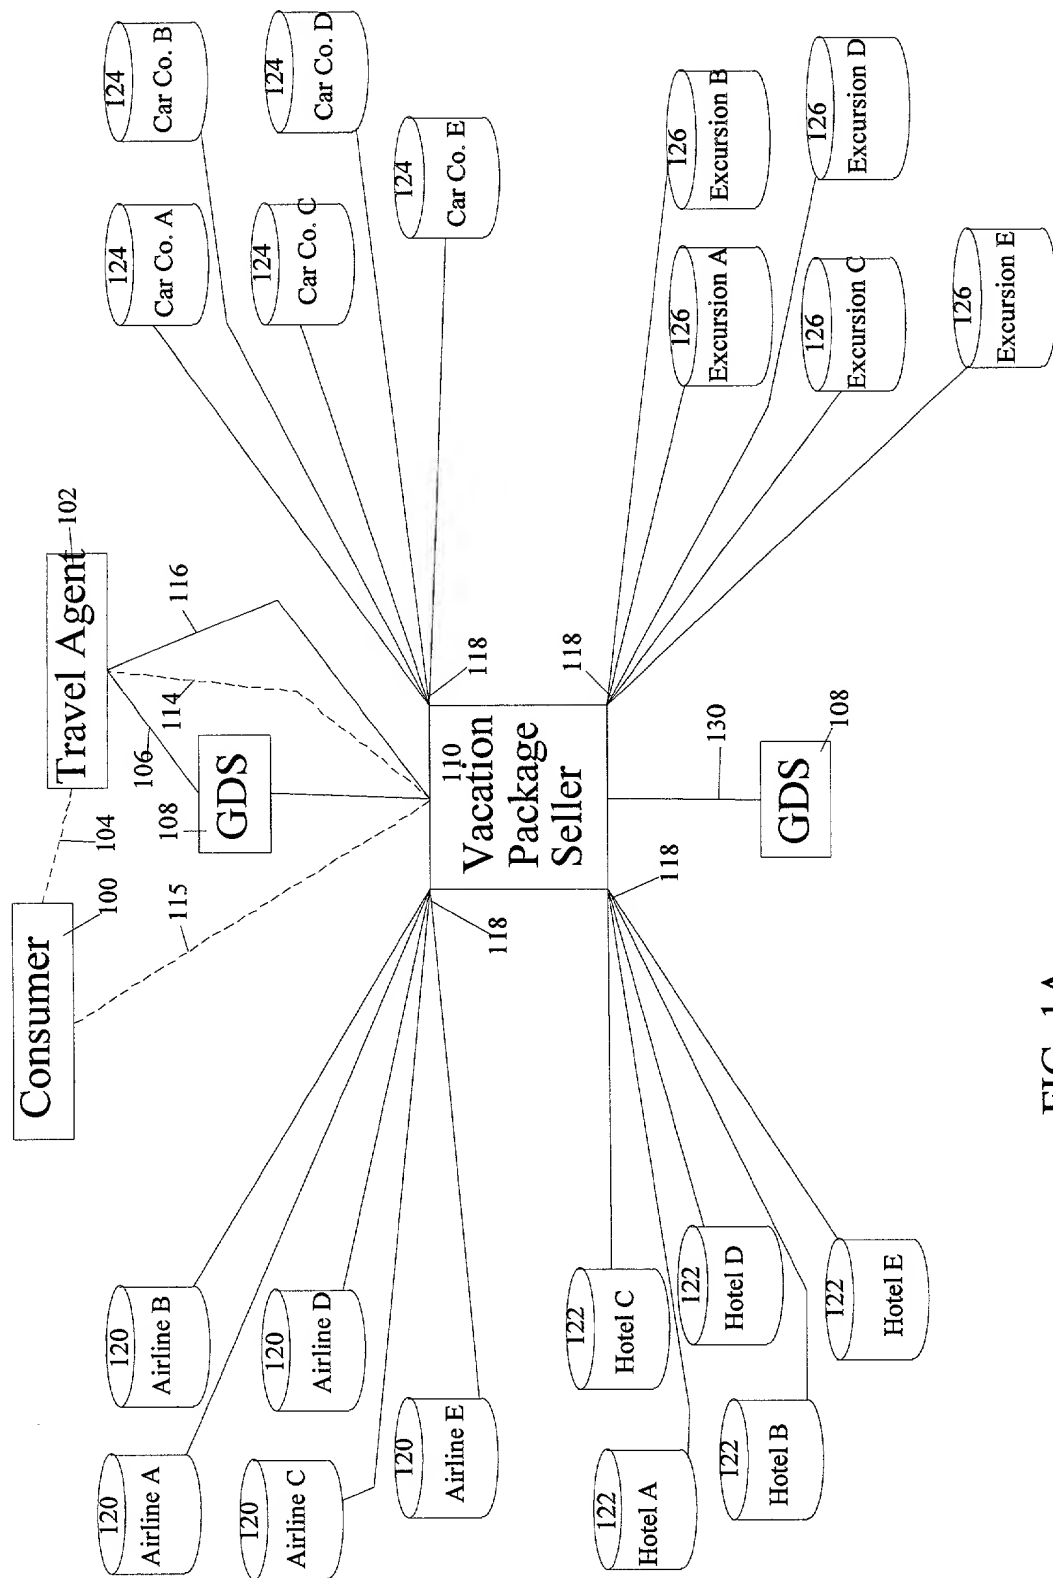 Consumer
100
104
Travel Agent
102
115
106
114
116
108
GDS
120
Airline A
120
Airline B
120
Airline C
120
Airline D
120
Airline E
124
Car Co. A
124
Car Co. B
124
Car Co. C
124
Car Co. D
124
Car Co. E
118
118
110
Vacation
Package
Seller
118
118
130
GDS
108
122
Hotel A
122
Hotel B
122
Hotel C
122
Hotel D
122
Hotel E
126
Excursion A
126
Excursion B
126
Excursion C
126
Excursion D
126
Excursion E
FIG. 1A